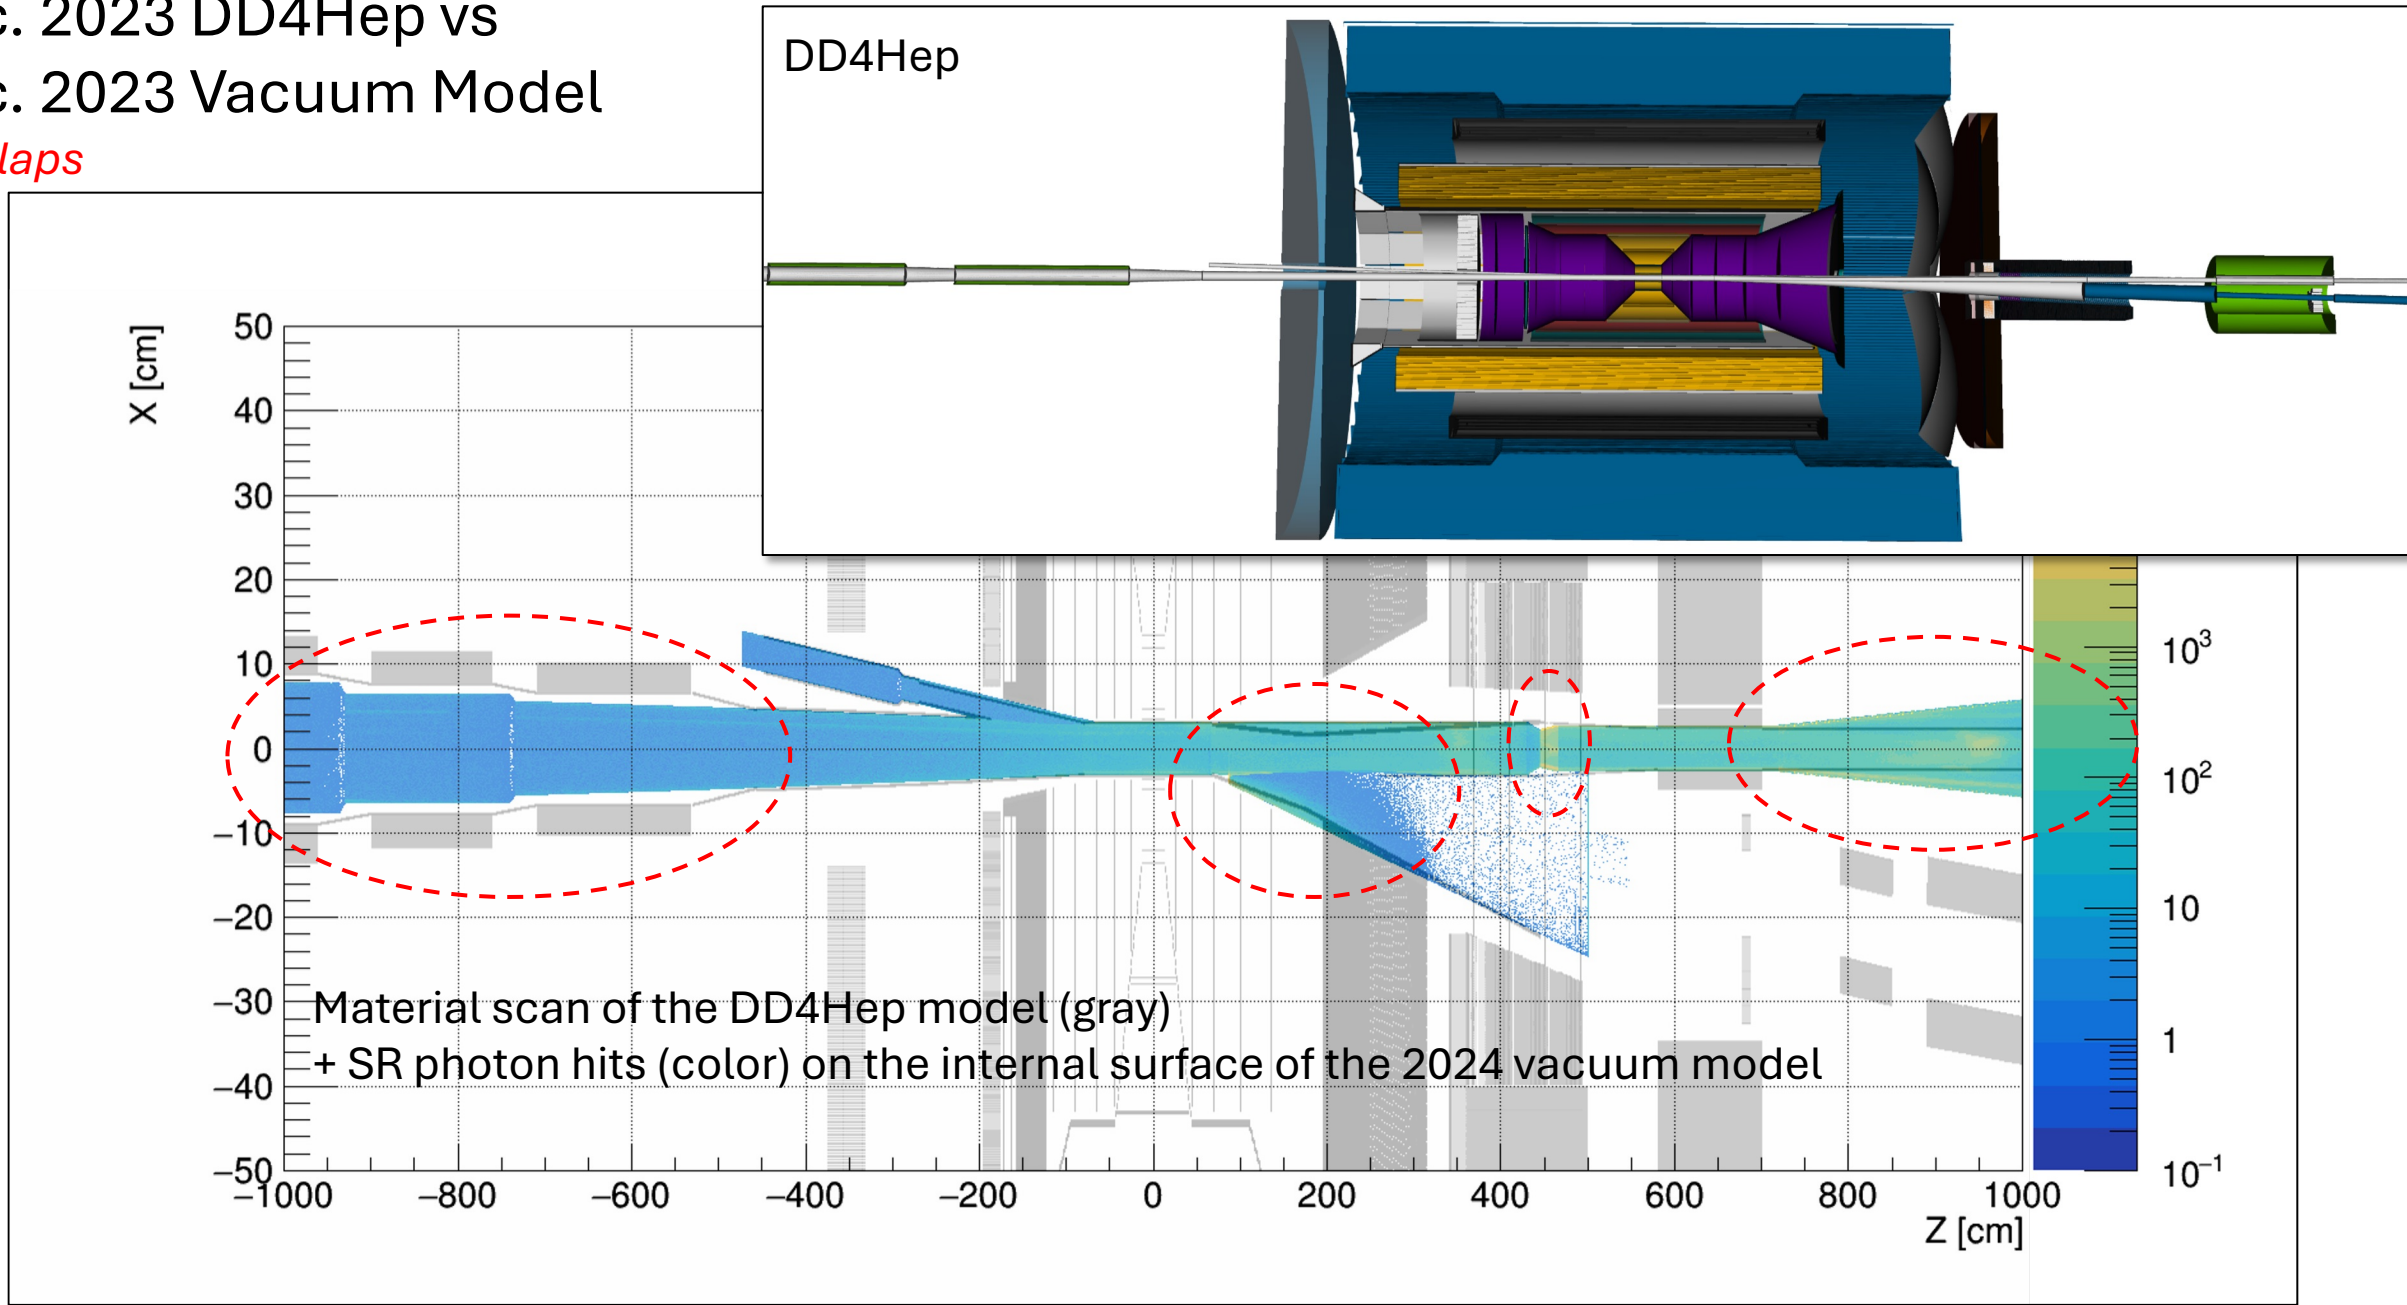 c. 2023 DD4Hep vs
c. 2023 Vacuum Model
laps
DD4Hep
X [cm]
50
40
30
20
10
0
−10
−20
−30
−40
−50
Material scan of the DD4Hep model (gray)
+ SR photon hits (color) on the internal surface of the 2024 vacuum model
−1000 −800 −600 −400 −200 0 200 400 600 800 1000
Z [cm]
10³
10²
10
1
10⁻¹